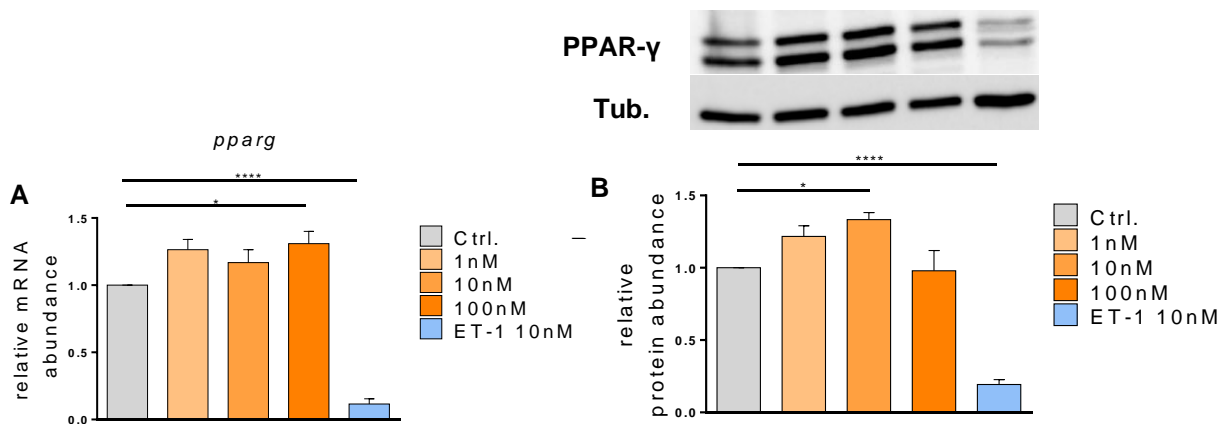 PPAR-γ
Tub.
pparg
A
****
*
relative mRNA
abundance
1.5
1.0
0.5
0.0
Ctrl.
1nM
10nM
100nM
ET-1 10nM
B
****
*
relative
protein abundance
1.5
1.0
0.5
0.0
Ctrl.
1nM
10nM
100nM
ET-1 10nM